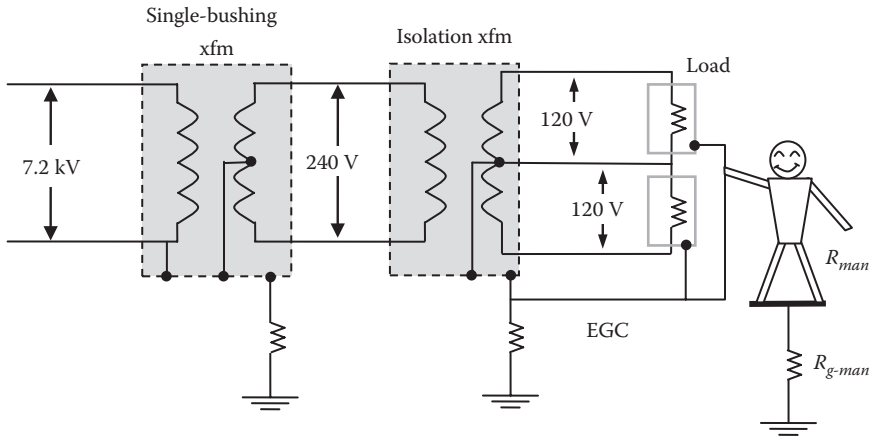 Single-bushing
xfm
Isolation xfm
Load
7.2 kV
240 V
120 V
120 V
EGC
R_man
R_g-man